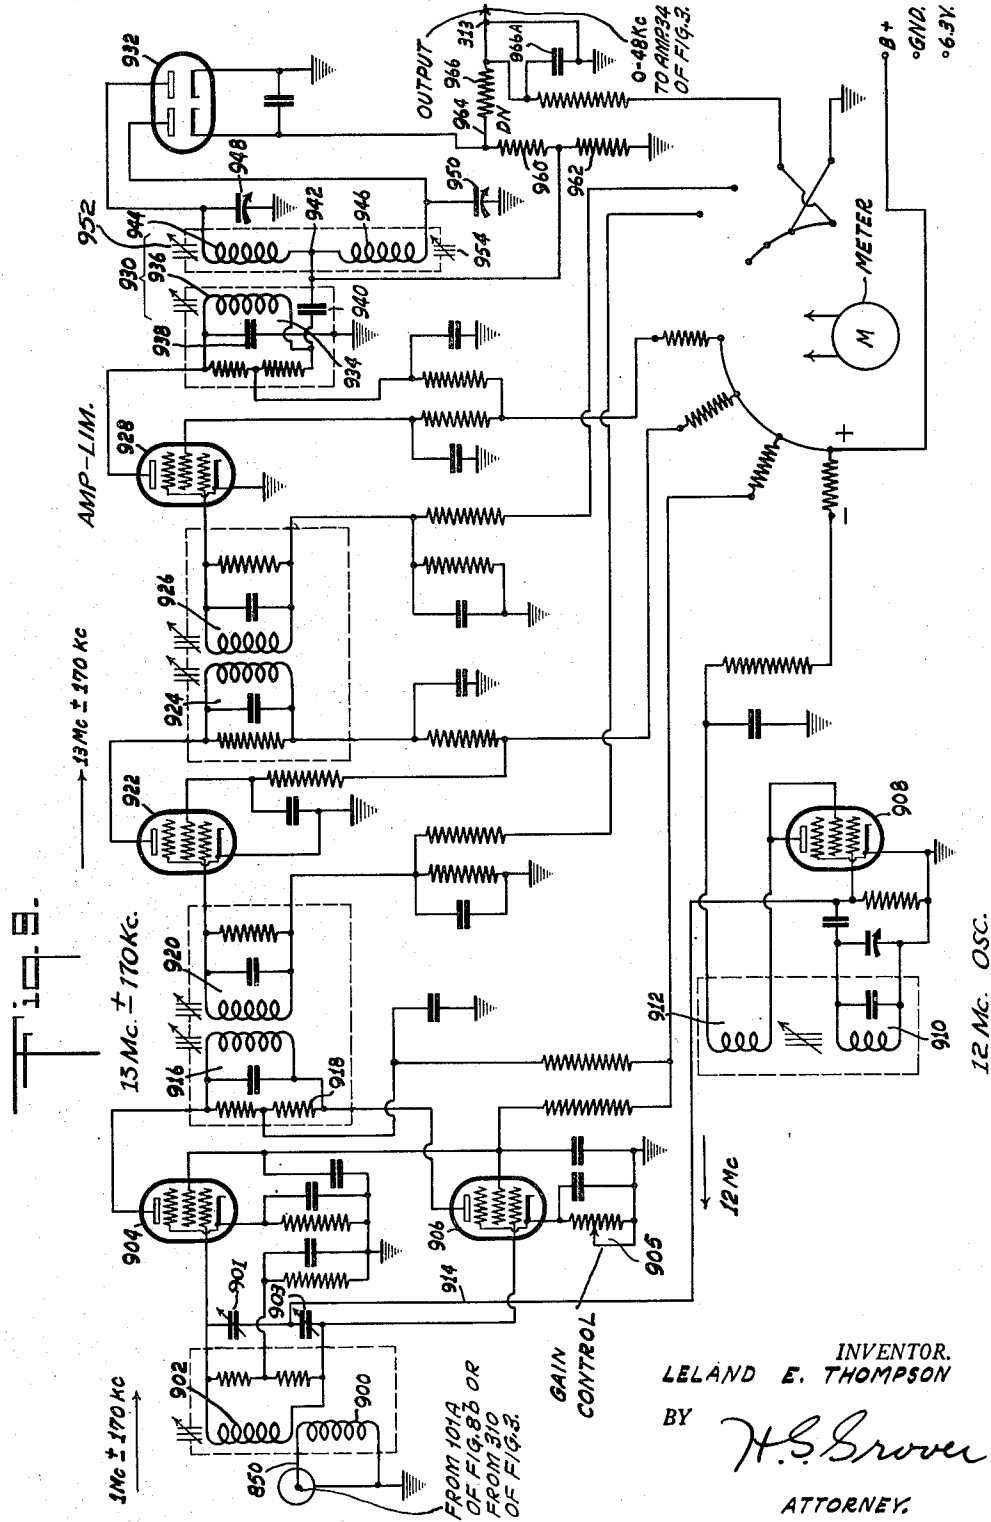 Fig. 9.
1Mc ± 170 Kc
13 Mc. ± 170Kc.
13 Mc ± 170 Kc
AMP-LIM.
850
900
902
901
903
904
905
906
914
916
918
920
922
924
926
928
930
932
934
936
938
940
942
944
946
948
950
952
954
960
962
964
966
966A
313
DN
OUTPUT
0-48Kc
TO AMP34
OF FIG.3.
FROM 101A
OF FIG.8b OR
FROM 310
OF FIG.3.
GAIN
CONTROL
12 Mc
908
910
912
12 Mc. OSC.
METER
M
+
−
B+
GND.
6.3V.
INVENTOR.
LELAND E. THOMPSON
BY
H.G. Grover
ATTORNEY.